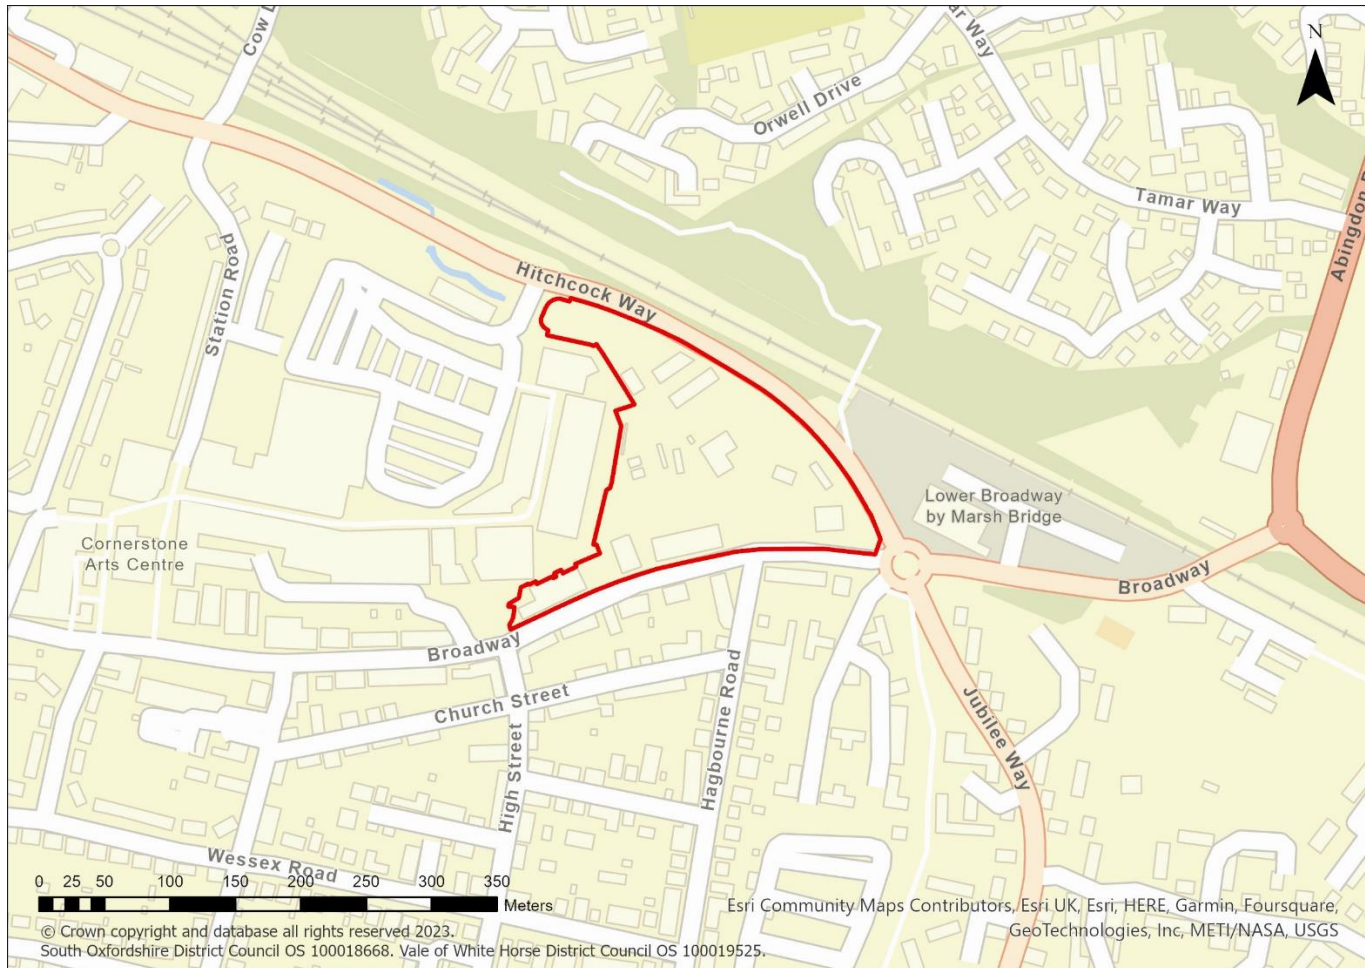 Cow L
ar Way
N
Orwell Drive
Tamar Way
Abingdon R
Station Road
Hitchcock Way
Lower Broadway
by Marsh Bridge
Cornerstone
Arts Centre
Broadway
Broadway
Church Street
High Street
Hagbourne Road
Jubilee Way
Wessex Road
0 25 50 100 150 200 250 300 350
Meters
Esri Community Maps Contributors, Esri UK, Esri, HERE, Garmin, Foursquare,
GeoTechnologies, Inc, METI/NASA, USGS
© Crown copyright and database all rights reserved 2023.
South Oxfordshire District Council OS 100018668. Vale of White Horse District Council OS 100019525.